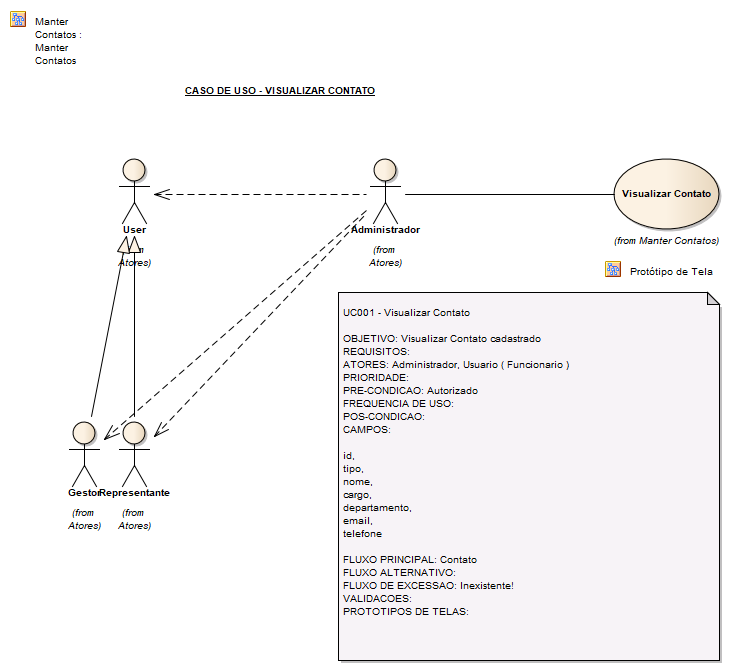 Manter
Contatos :
Manter
Contatos
CASO DE USO - VISUALIZAR CONTATO
User
Atores)
Administrador
(from
Atores)
Visualizar Contato
(from Manter Contatos)
Protótipo de Tela
UC001 - Visualizar Contato
OBJETIVO: Visualizar Contato cadastrado
REQUISITOS:
ATORES: Administrador, Usuario ( Funcionario )
PRIORIDADE:
PRE-CONDICAO: Autorizado
FREQUENCIA DE USO:
POS-CONDICAO:
CAMPOS:
id,
tipo,
nome,
cargo,
departamento,
email,
telefone
FLUXO PRINCIPAL: Contato
FLUXO ALTERNATIVO:
FLUXO DE EXCESSAO: Inexistente!
VALIDACOES:
PROTOTIPOS DE TELAS:
Gestor
Representante
(from
Atores)
(from
Atores)